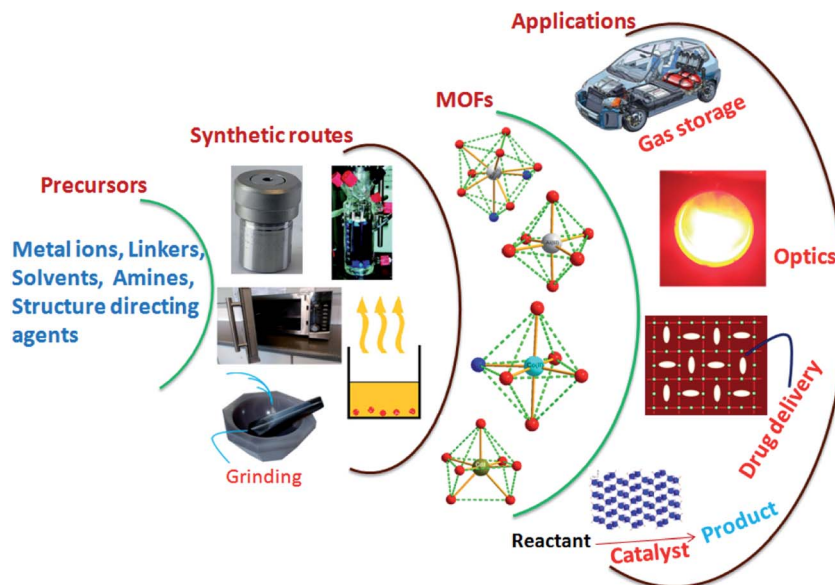 Applications
MOFs
Gas storage
Synthetic routes
Precursors
Metal ions, Linkers,
Solvents, Amines,
Structure directing
agents
Optics
Grinding
Drug delivery
Reactant
Catalyst
Product